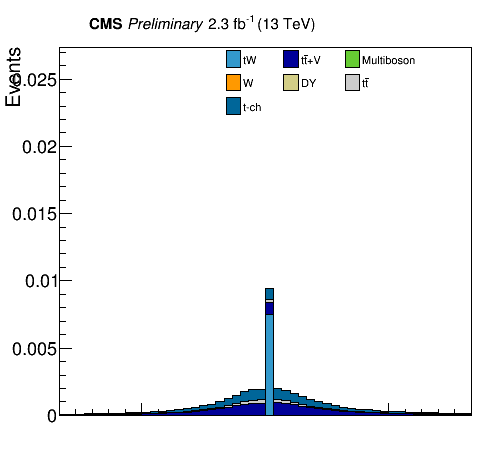 CMS Preliminary 2.3 fb⁻¹ (13 TeV)
Events
tW
tt̄+V
Multiboson
W
DY
tt̄
t-ch
0.025
0.02
0.015
0.01
0.005
0